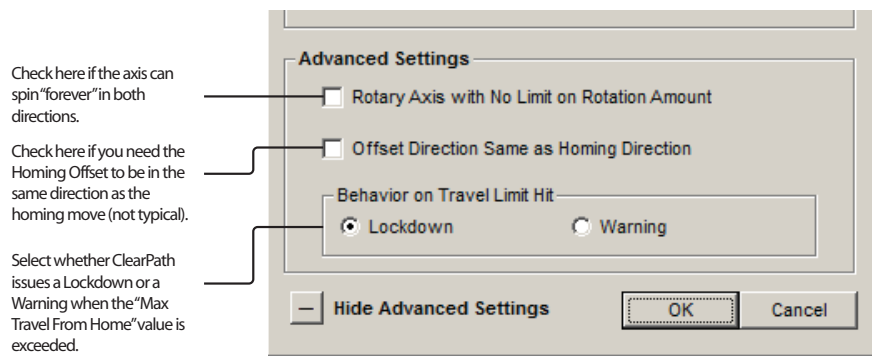 Check here if the axis can
spin “forever” in both
directions.
Check here if you need the
Homing Offset to be in the
same direction as the
homing move (not typical).
Select whether ClearPath
issues a Lockdown or a
Warning when the “Max
Travel From Home” value is
exceeded.
Advanced Settings
Rotary Axis with No Limit on Rotation Amount
Offset Direction Same as Homing Direction
Behavior on Travel Limit Hit
Lockdown Warning
Hide Advanced Settings OK Cancel